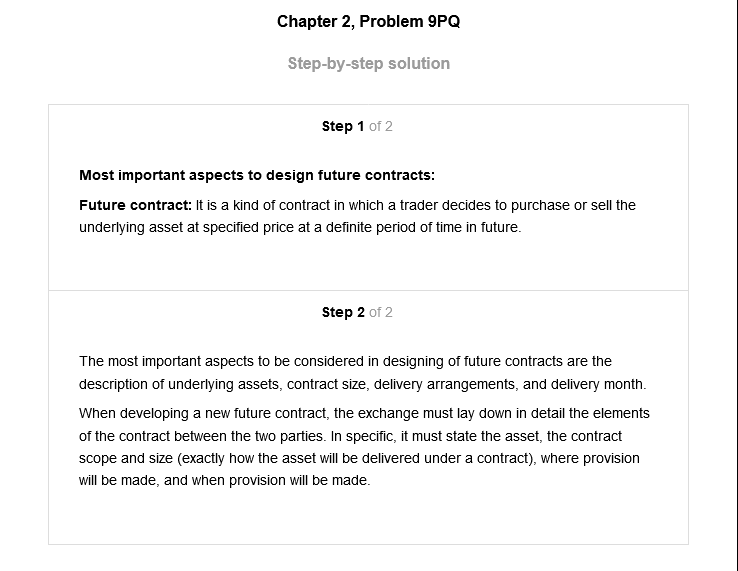 Chapter 2, Problem 9PQ
Step-by-step solution
Step 1 of 2
Most important aspects to design future contracts:
Future contract: It is a kind of contract in which a trader decides to purchase or sell the
underlying asset at specified price at a definite period of time in future.
Step 2 of 2
The most important aspects to be considered in designing of future contracts are the
description of underlying assets, contract size, delivery arrangements, and delivery month.
When developing a new future contract, the exchange must lay down in detail the elements
of the contract between the two parties. In specific, it must state the asset, the contract
scope and size (exactly how the asset will be delivered under a contract), where provision
will be made, and when provision will be made.